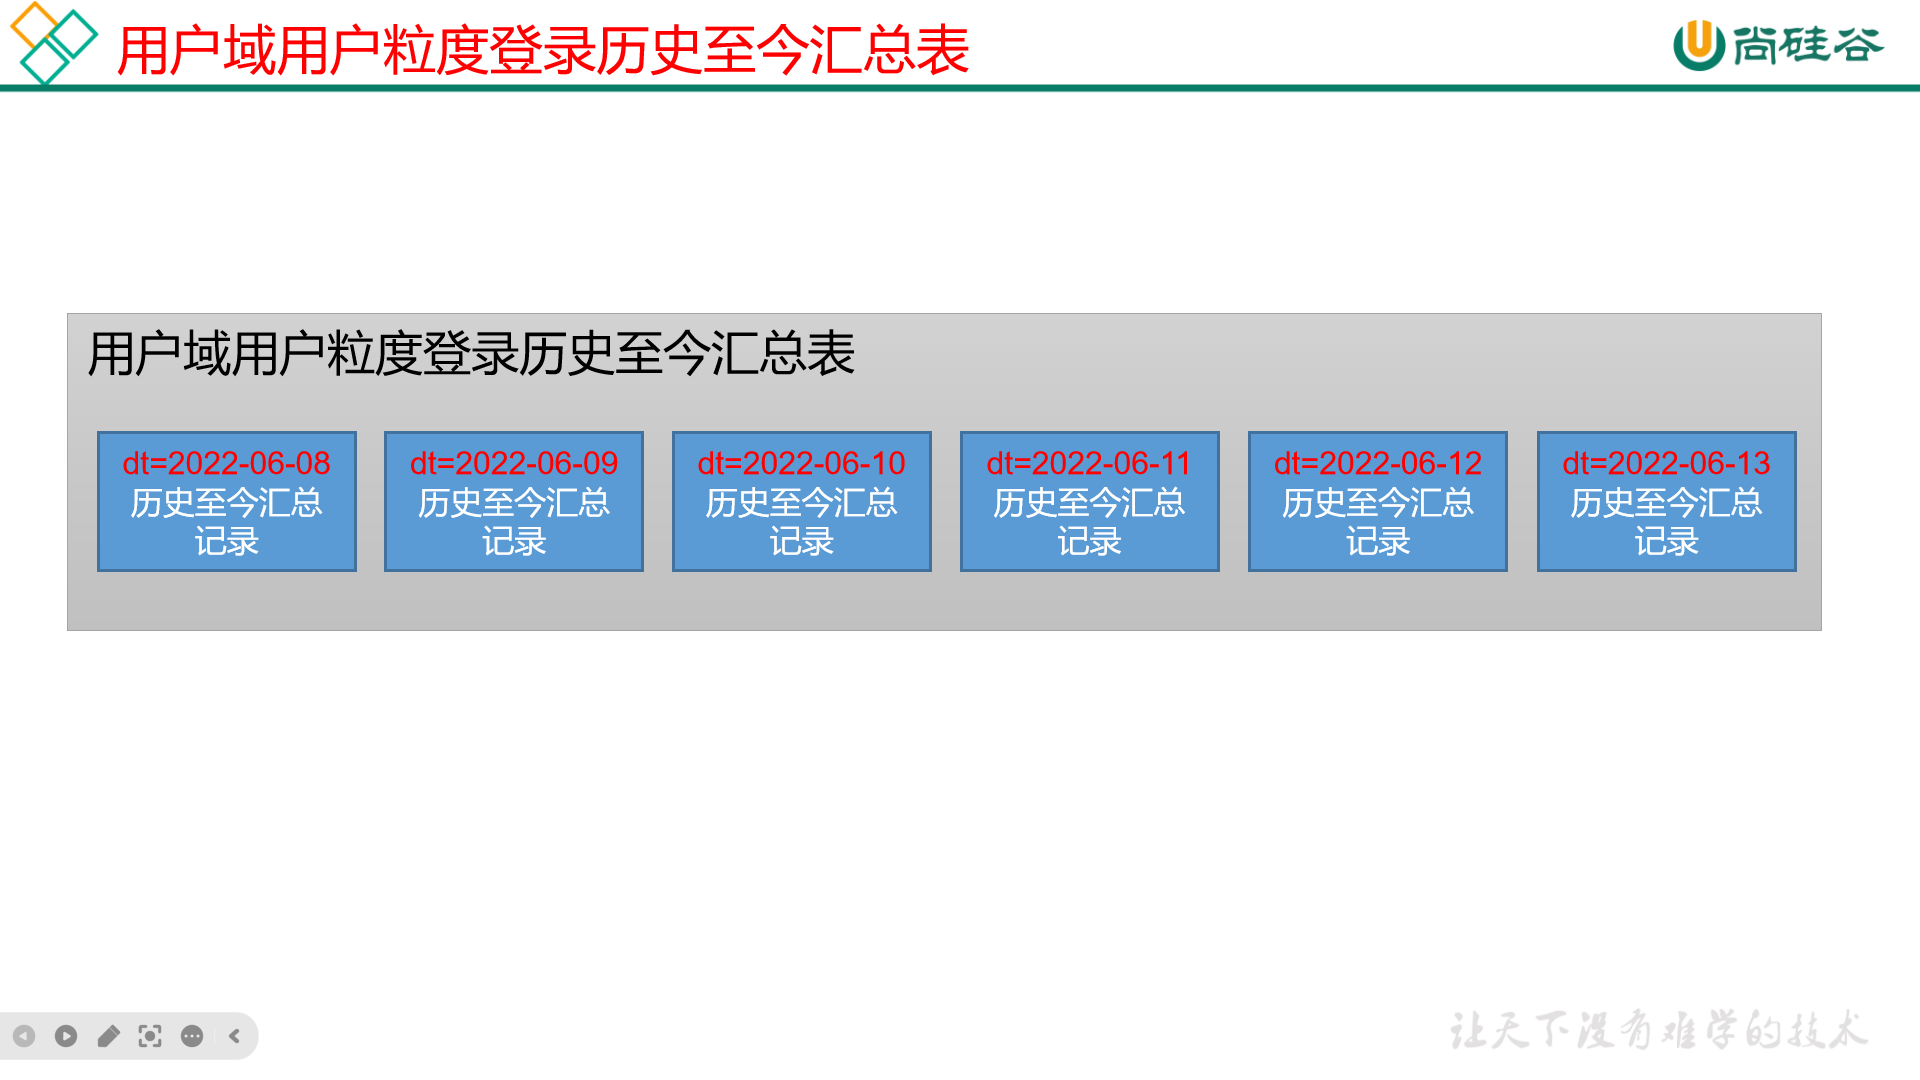 用户域用户粒度登录历史至今汇总表
尚硅谷
用户域用户粒度登录历史至今汇总表
dt=2022-06-08
历史至今汇总
记录
dt=2022-06-09
历史至今汇总
记录
dt=2022-06-10
历史至今汇总
记录
dt=2022-06-11
历史至今汇总
记录
dt=2022-06-12
历史至今汇总
记录
dt=2022-06-13
历史至今汇总
记录
让天下没有难学的技术